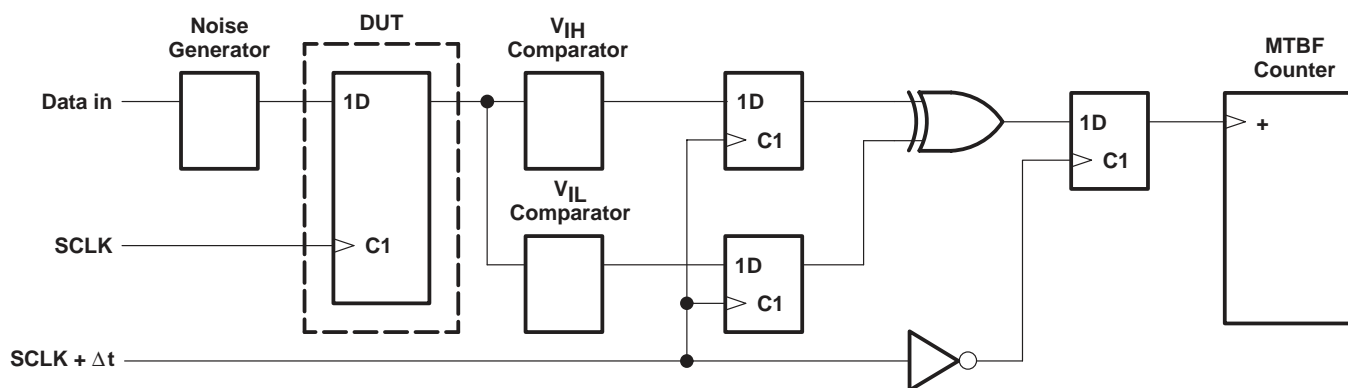 Noise
Generator
DUT
VIH
Comparator
MTBF
Counter
Data in
1D
1D
C1
1D
C1
+
VIL
Comparator
SCLK
C1
1D
C1
SCLK + Δt